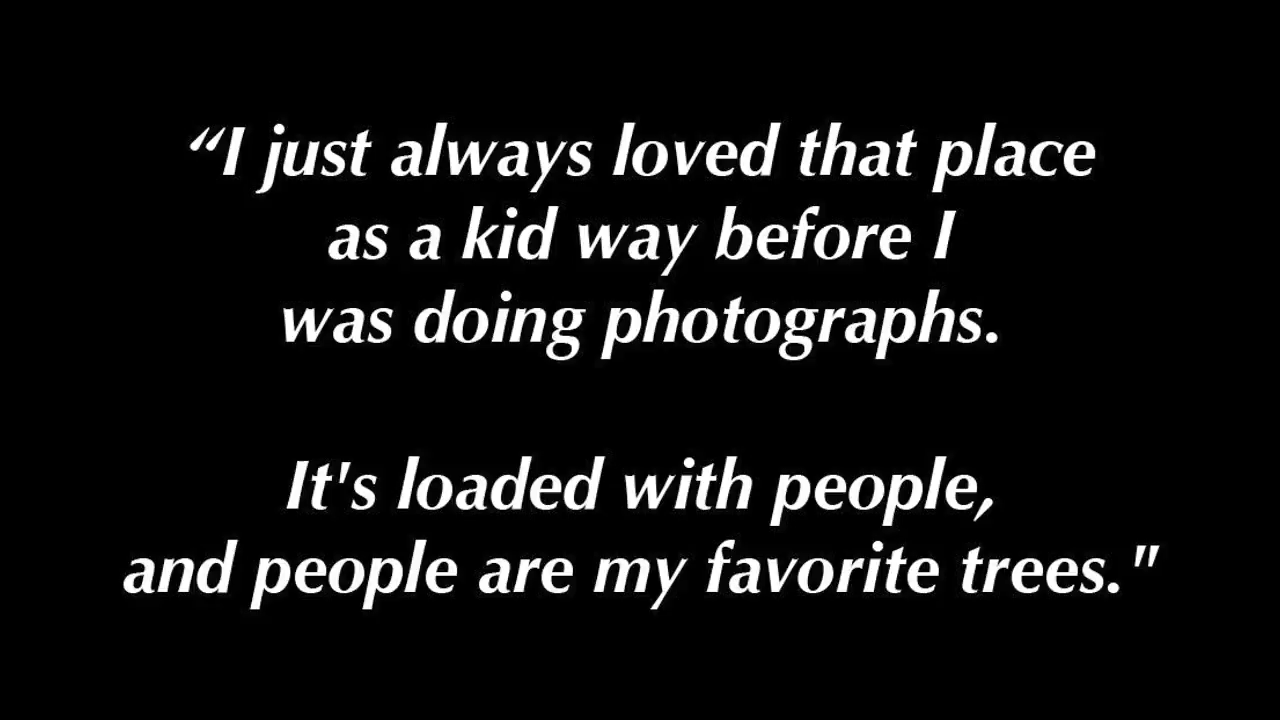 “I just always loved that place
as a kid way before I
was doing photographs.
It's loaded with people,
and people are my favorite trees."